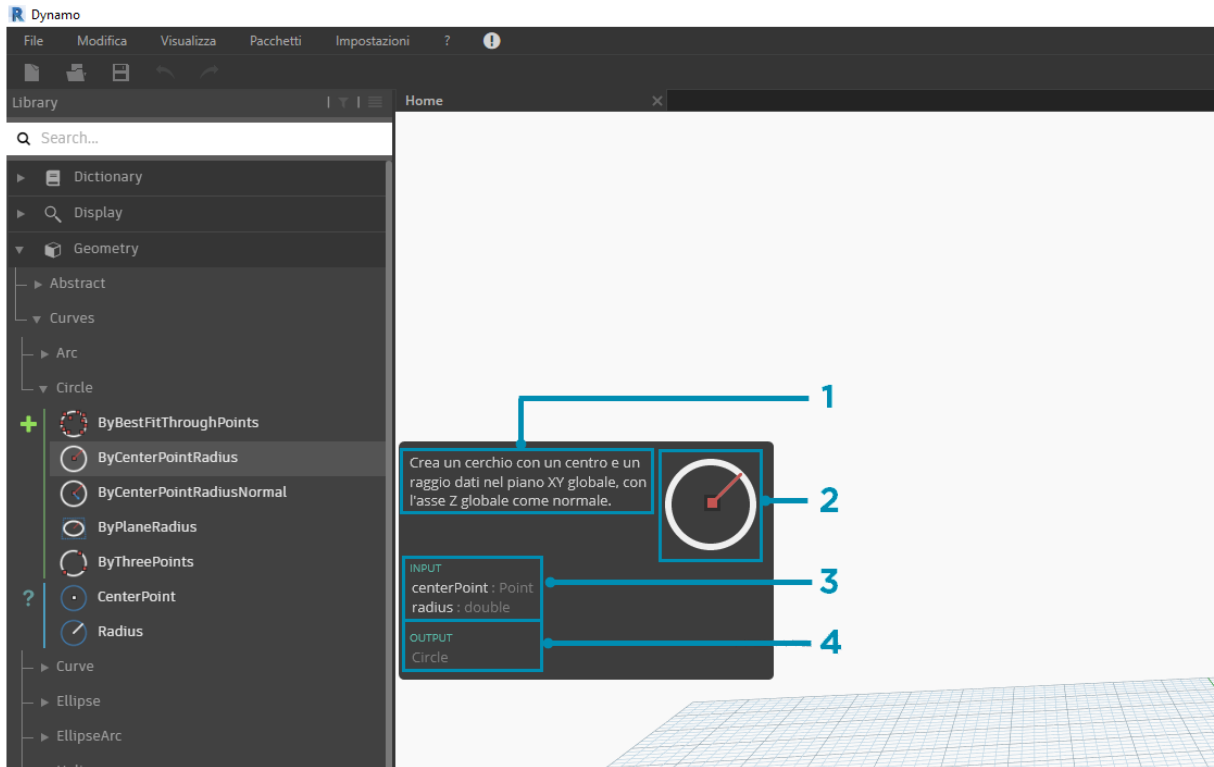 Dynamo
File Modifica Visualizza Pacchetti Impostazioni ?
Library
Home
Search...
Dictionary
Display
Geometry
Abstract
Curves
Arc
Circle
ByBestFitThroughPoints
ByCenterPointRadius
ByCenterPointRadiusNormal
ByPlaneRadius
ByThreePoints
? CenterPoint
Radius
Curve
Ellipse
EllipseArc
1
Crea un cerchio con un centro e un
raggio dati nel piano XY globale, con
l'asse Z globale come normale.
2
INPUT
centerPoint : Point
radius : double
3
OUTPUT
Circle
4